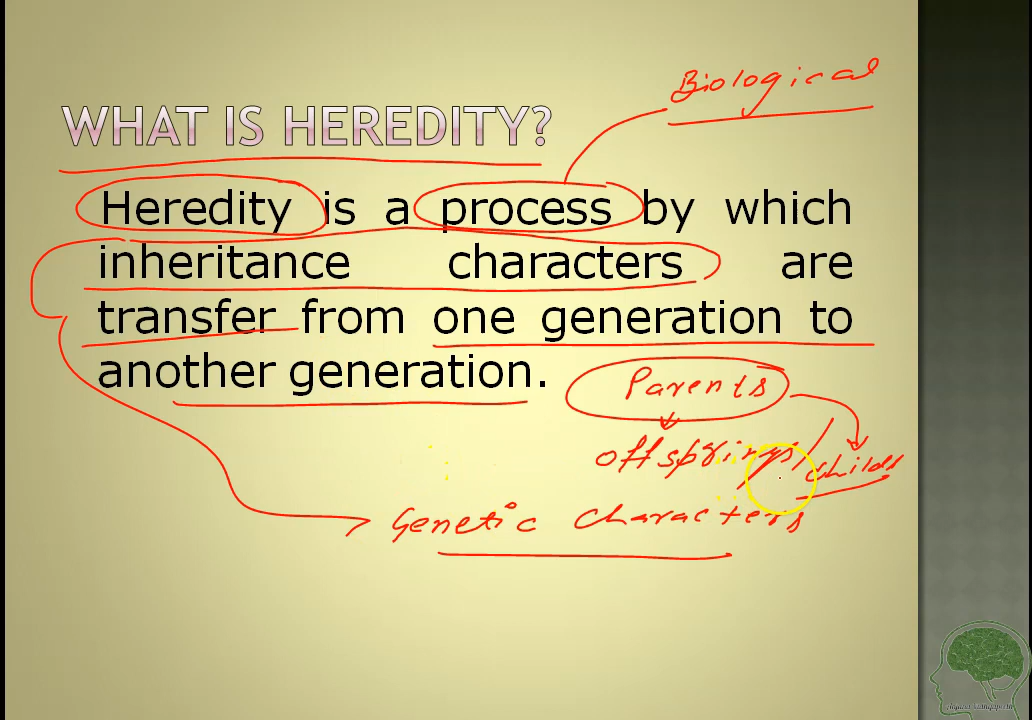 Biological
WHAT IS HEREDITY?
Heredity is a process by which
inheritance characters are
transfer from one generation to
another generation.
Parents
offsprings/
childs
Genetic characters